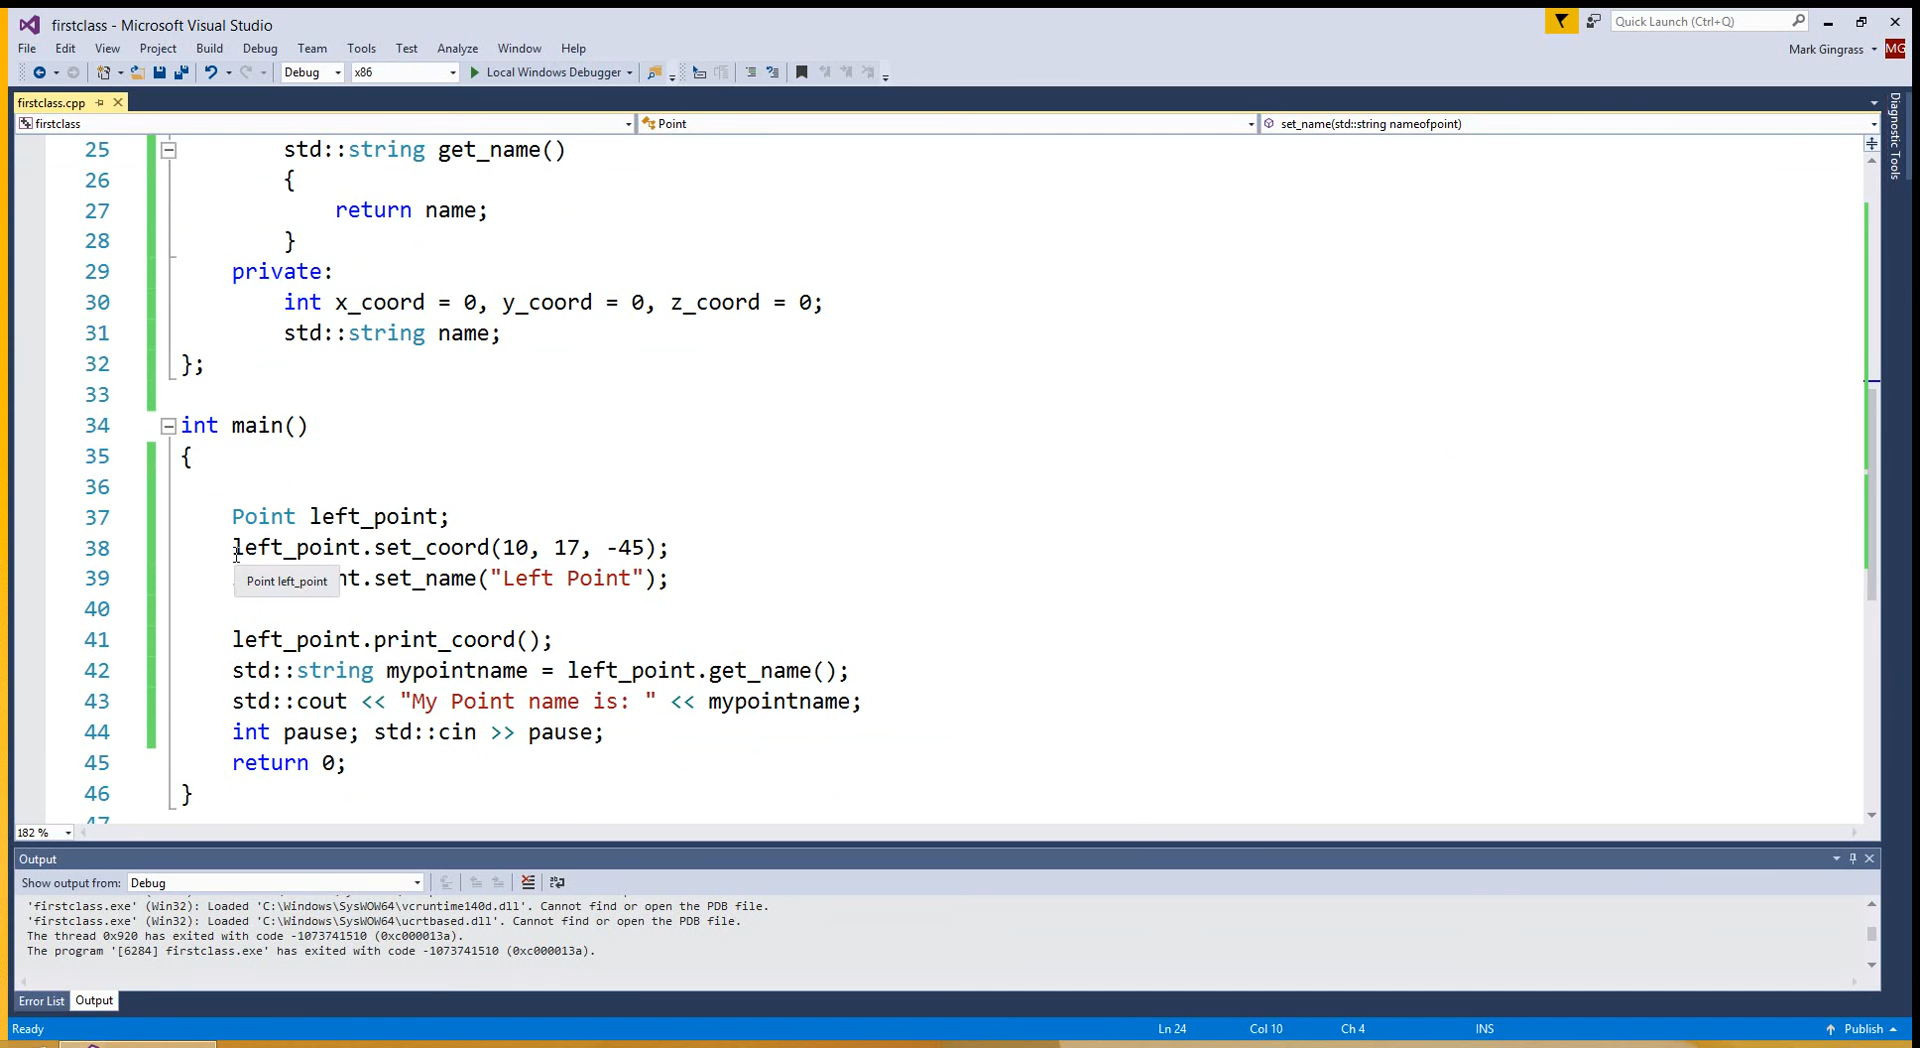 firstclass - Microsoft Visual Studio
Quick Launch (Ctrl+Q)
File Edit View Project Build Debug Team Tools Test Analyze Window Help
Mark Gingrass MG
Debug x86 Local Windows Debugger
firstclass.cpp
firstclass Point set_name(std::string nameofpoint)
Diagnostic Tools
25 std::string get_name()
26 {
27 return name;
28 }
29 private:
30 int x_coord = 0, y_coord = 0, z_coord = 0;
31 std::string name;
32 };
33
34 int main()
35 {
36
37 Point left_point;
38 left_point.set_coord(10, 17, -45);
39 nt.set_name("Left Point");
Point left_point
40
41 left_point.print_coord();
42 std::string mypointname = left_point.get_name();
43 std::cout << "My Point name is: " << mypointname;
44 int pause; std::cin >> pause;
45 return 0;
46 }
47
182 %
Output
Show output from: Debug
'firstclass.exe' (Win32): Loaded 'C:\Windows\SysWOW64\vcruntime140d.dll'. Cannot find or open the PDB file.
'firstclass.exe' (Win32): Loaded 'C:\Windows\SysWOW64\ucrtbased.dll'. Cannot find or open the PDB file.
The thread 0x920 has exited with code -1073741510 (0xc000013a).
The program '[6284] firstclass.exe' has exited with code -1073741510 (0xc000013a).
Error List Output
Ready Ln 24 Col 10 Ch 4 INS Publish